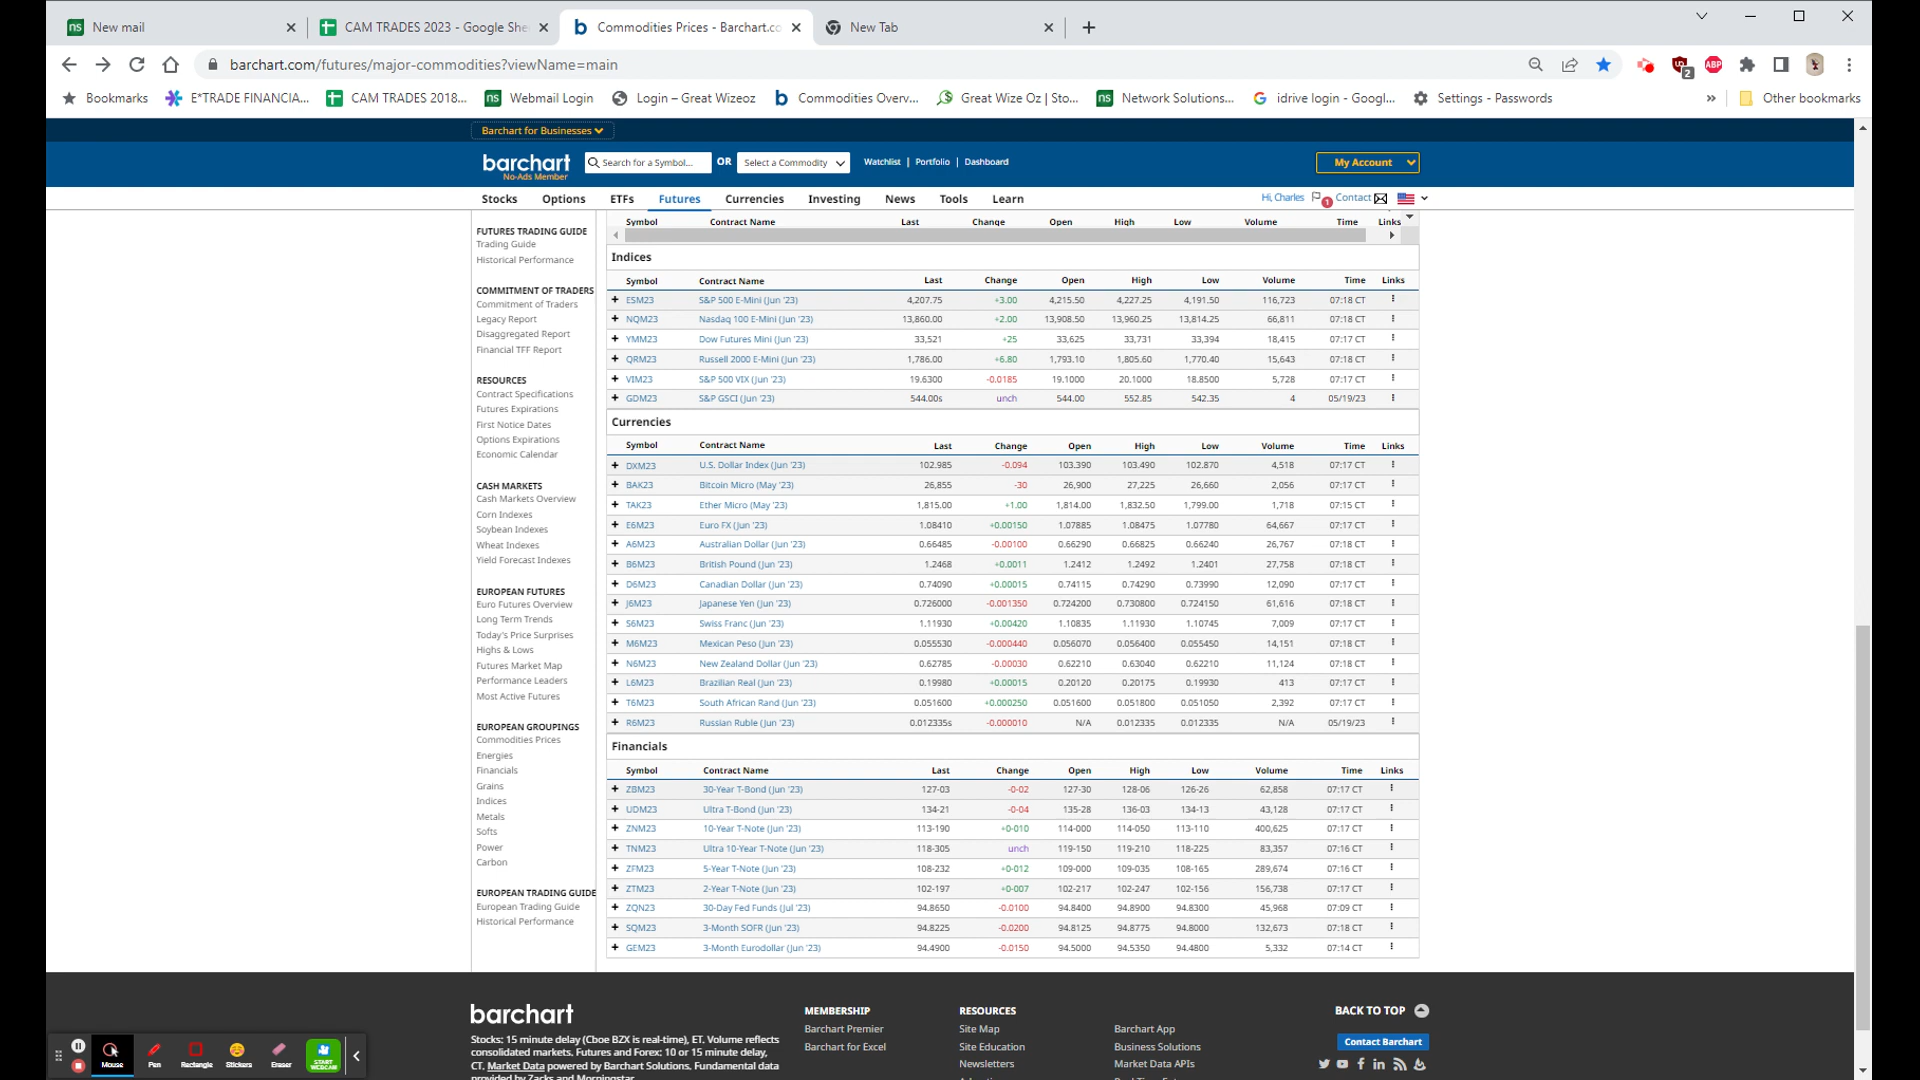 New mail
CAM TRADES 2023 - Google She
Commodities Prices - Barchart.co
New Tab
barchart.com/futures/major-commodities?viewName=main
2
ABP
Bookmarks
E*TRADE FINANCIA...
CAM TRADES 2018...
Webmail Login
Login – Great Wizeoz
Commodities Overv...
Great Wize Oz | Sto...
Network Solutions...
idrive login - Googl...
Settings - Passwords
Other bookmarks
Barchart for Businesses
barchart
No-Ads Member
Search for a Symbol...
OR
Select a Commodity
Watchlist | Portfolio | Dashboard
My Account
Stocks Options ETFs Futures Currencies Investing News Tools Learn
Hi, Charles 1 Contact
FUTURES TRADING GUIDE
Trading Guide
Historical Performance
COMMITMENT OF TRADERS
Commitment of Traders
Legacy Report
Disaggregated Report
Financial TFF Report
RESOURCES
Contract Specifications
Futures Expirations
First Notice Dates
Options Expirations
Economic Calendar
CASH MARKETS
Cash Markets Overview
Corn Indexes
Soybean Indexes
Wheat Indexes
Yield Forecast Indexes
EUROPEAN FUTURES
Euro Futures Overview
Long Term Trends
Today's Price Surprises
Highs & Lows
Futures Market Map
Performance Leaders
Most Active Futures
EUROPEAN GROUPINGS
Commodities Prices
Energies
Financials
Grains
Indices
Metals
Softs
Power
Carbon
EUROPEAN TRADING GUIDE
European Trading Guide
Historical Performance
Symbol Contract Name Last Change Open High Low Volume Time Links
Indices
Symbol Contract Name Last Change Open High Low Volume Time Links
+ ESM23 S&P 500 E-Mini (Jun '23) 4,207.75 +3.00 4,215.50 4,227.25 4,191.50 116,723 07:18 CT
+ NQM23 Nasdaq 100 E-Mini (Jun '23) 13,860.00 +2.00 13,908.50 13,960.25 13,814.25 66,811 07:18 CT
+ YMM23 Dow Futures Mini (Jun '23) 33,521 +25 33,625 33,731 33,394 18,415 07:17 CT
+ QRM23 Russell 2000 E-Mini (Jun '23) 1,786.00 +6.80 1,793.10 1,805.60 1,770.40 15,643 07:18 CT
+ VIM23 S&P 500 VIX (Jun '23) 19.6300 -0.0185 19.1000 20.1000 18.8500 5,728 07:17 CT
+ GDM23 S&P GSCI (Jun '23) 544.00s unch 544.00 552.85 542.35 4 05/19/23
Currencies
Symbol Contract Name Last Change Open High Low Volume Time Links
+ DXM23 U.S. Dollar Index (Jun '23) 102.985 -0.094 103.390 103.490 102.870 4,518 07:17 CT
+ BAK23 Bitcoin Micro (May '23) 26,855 -30 26,900 27,225 26,660 2,056 07:17 CT
+ TAK23 Ether Micro (May '23) 1,815.00 +1.00 1,814.00 1,832.50 1,799.00 1,718 07:15 CT
+ E6M23 Euro FX (Jun '23) 1.08410 +0.00150 1.07885 1.08475 1.07780 64,667 07:17 CT
+ A6M23 Australian Dollar (Jun '23) 0.66485 -0.00100 0.66290 0.66825 0.66240 26,767 07:18 CT
+ B6M23 British Pound (Jun '23) 1.2468 +0.0011 1.2412 1.2492 1.2401 27,758 07:18 CT
+ D6M23 Canadian Dollar (Jun '23) 0.74090 +0.00015 0.74115 0.74290 0.73990 12,090 07:17 CT
+ J6M23 Japanese Yen (Jun '23) 0.726000 -0.001350 0.724200 0.730800 0.724150 61,616 07:18 CT
+ S6M23 Swiss Franc (Jun '23) 1.11930 +0.00420 1.10835 1.11930 1.10745 7,009 07:17 CT
+ M6M23 Mexican Peso (Jun '23) 0.055530 -0.000440 0.056070 0.056400 0.055450 14,151 07:18 CT
+ N6M23 New Zealand Dollar (Jun '23) 0.62785 -0.00030 0.62210 0.63040 0.62210 11,124 07:18 CT
+ L6M23 Brazilian Real (Jun '23) 0.19980 +0.00015 0.20120 0.20175 0.19930 413 07:17 CT
+ T6M23 South African Rand (Jun '23) 0.051600 +0.000250 0.051600 0.051800 0.051050 2,392 07:17 CT
+ R6M23 Russian Ruble (Jun '23) 0.012335s -0.000010 N/A 0.012335 0.012335 N/A 05/19/23
Financials
Symbol Contract Name Last Change Open High Low Volume Time Links
+ ZBM23 30-Year T-Bond (Jun '23) 127-03 -0-02 127-30 128-06 126-26 62,858 07:17 CT
+ UDM23 Ultra T-Bond (Jun '23) 134-21 -0-04 135-28 136-03 134-13 43,128 07:17 CT
+ ZNM23 10-Year T-Note (Jun '23) 113-190 +0-010 114-000 114-050 113-110 400,625 07:17 CT
+ TNM23 Ultra 10-Year T-Note (Jun '23) 118-305 unch 119-150 119-210 118-225 83,357 07:16 CT
+ ZFM23 5-Year T-Note (Jun '23) 108-232 +0-012 109-000 109-035 108-165 289,674 07:16 CT
+ ZTM23 2-Year T-Note (Jun '23) 102-197 +0-007 102-217 102-247 102-156 156,738 07:17 CT
+ ZQN23 30-Day Fed Funds (Jul '23) 94.8650 -0.0100 94.8400 94.8900 94.8300 45,968 07:09 CT
+ SQM23 3-Month SOFR (Jun '23) 94.8225 -0.0200 94.8125 94.8775 94.8000 132,673 07:18 CT
+ GEM23 3-Month Eurodollar (Jun '23) 94.4900 -0.0150 94.5000 94.5350 94.4800 5,332 07:14 CT
barchart
Stocks: 15 minute delay (Cboe BZX is real-time), ET. Volume reflects
consolidated markets. Futures and Forex: 10 or 15 minute delay,
CT. Market Data powered by Barchart Solutions. Fundamental data
provided by Zacks and Morningstar.
MEMBERSHIP
Barchart Premier
Barchart for Excel
RESOURCES
Site Map
Site Education
Newsletters
Barchart App
Business Solutions
Market Data APIs
BACK TO TOP
Contact Barchart
Mouse
Pen
Rectangle
Stickers
Eraser
START
WEBCAM